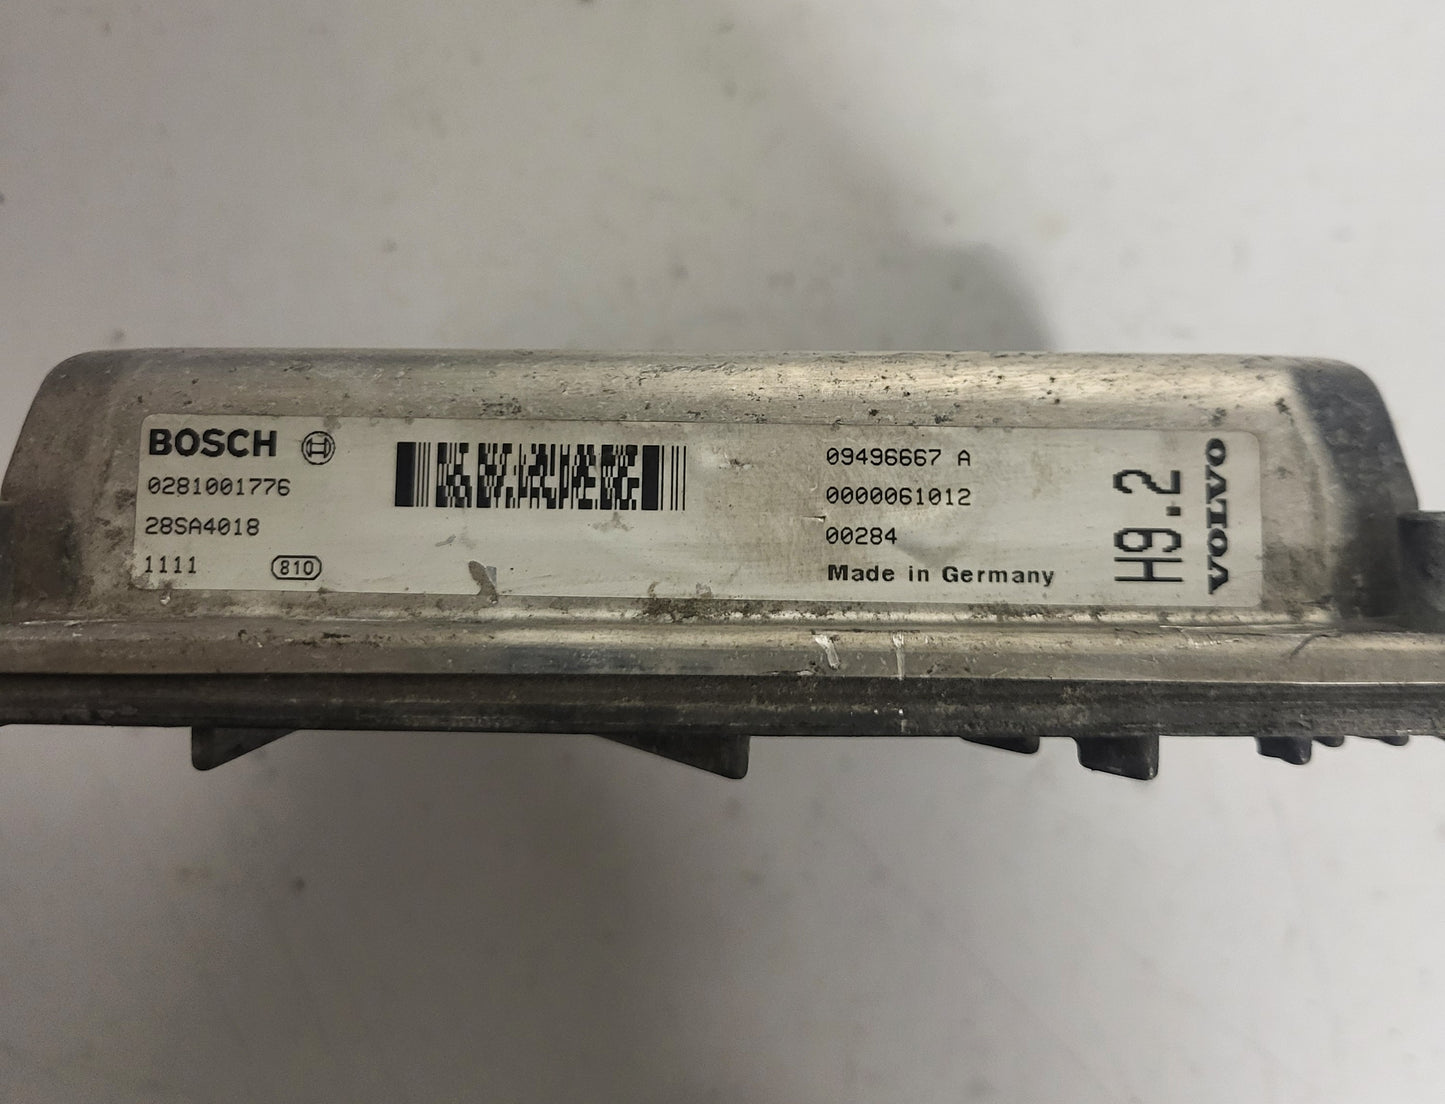 BOSCH
0281001776
28SA4018
1111 810
09496667 A
0000061012
00284
Made in Germany
H9.2
VOLVO